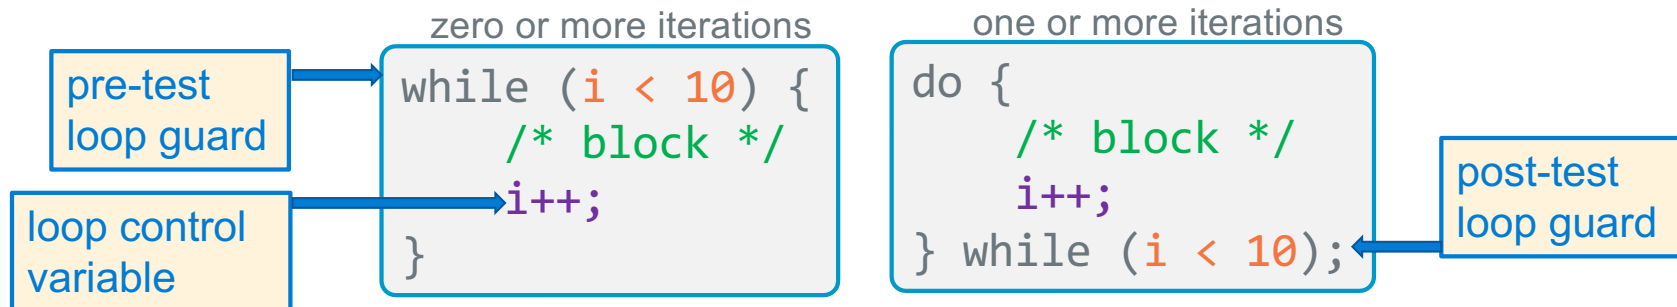 zero or more iterations
pre-test
loop guard
loop control
variable
while (i < 10) {
/* block */
i++;
}
one or more iterations
do {
/* block */
i++;
} while (i < 10);
post-test
loop guard